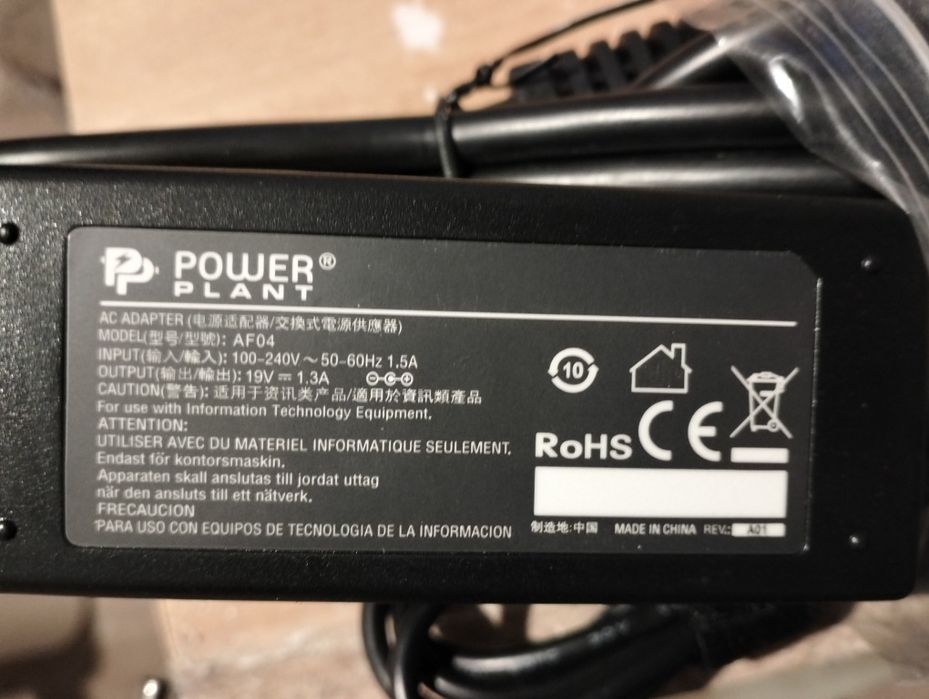 PP POWER®
PLANT
AC ADAPTER (电源适配器/交換式電源供應器)
MODEL(型号/型號): AF04
INPUT(输入/輸入): 100-240V ~ 50-60Hz 1.5A
OUTPUT(输出/輸出): 19V ⎓ 1.3A
CAUTION(警告): 适用于资讯类产品/適用於資訊類產品
For use with Information Technology Equipment.
ATTENTION:
UTILISER AVEC DU MATERIEL INFORMATIQUE SEULEMENT.
Endast för kontorsmaskin.
Apparaten skall anslutas till jordat uttag
når den ansluts till ett nätverk.
FRECAUCION
PARA USO CON EQUIPOS DE TECNOLOGIA DE LA INFORMACION
10
RoHS CE
制造地:中国 MADE IN CHINA REV.: A01